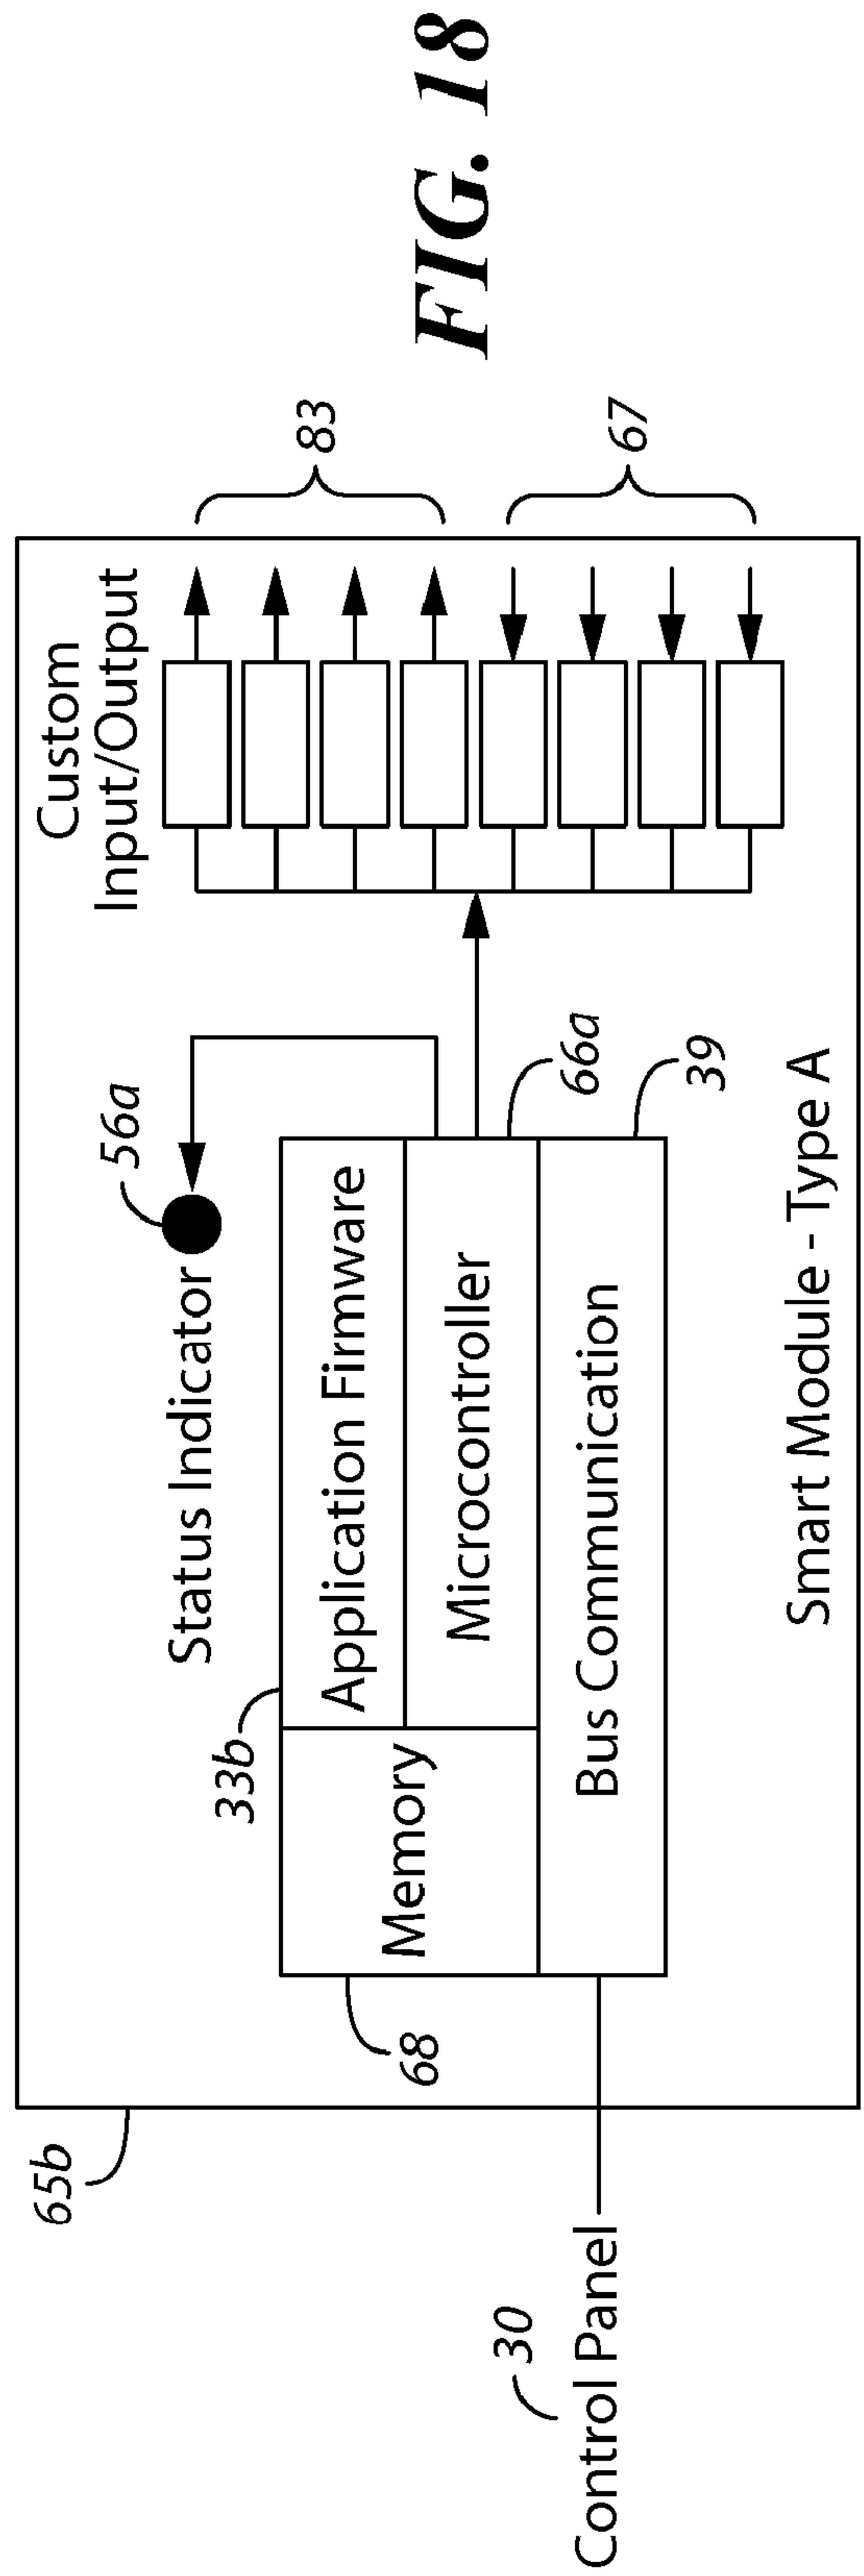 65b
Status Indicator
56a
Custom
Input/Output
33b
Application Firmware
Memory
68
Microcontroller
66a
Bus Communication
39
83
67
30
Control Panel
Smart Module - Type A
FIG. 18